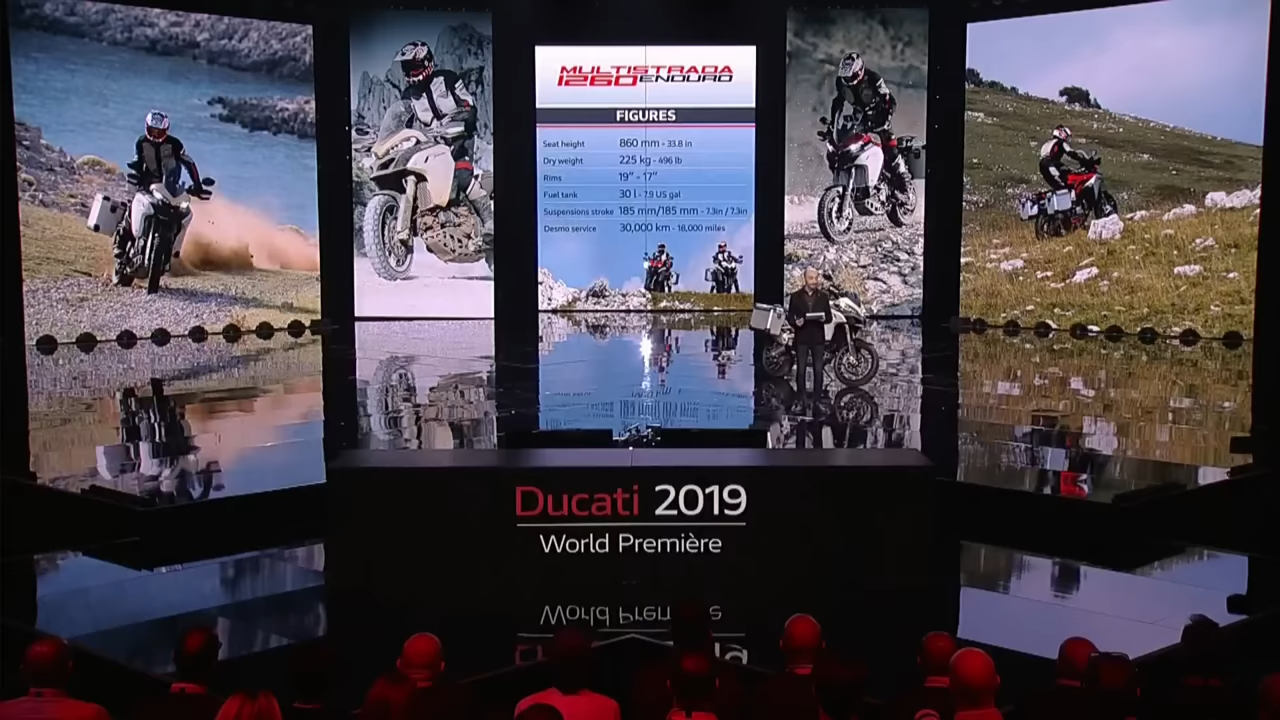 MULTISTRADA
1260 ENDURO
FIGURES
Seat height 860 mm - 33.8 in
Dry weight 225 kg - 496 lb
Rims 19" - 17"
Fuel tank 30 l - 7.9 US gal
Suspensions stroke 185 mm/185 mm - 7.3in / 7.3in
Desmo service 30,000 km - 18,000 miles
Ducati 2019
World Première